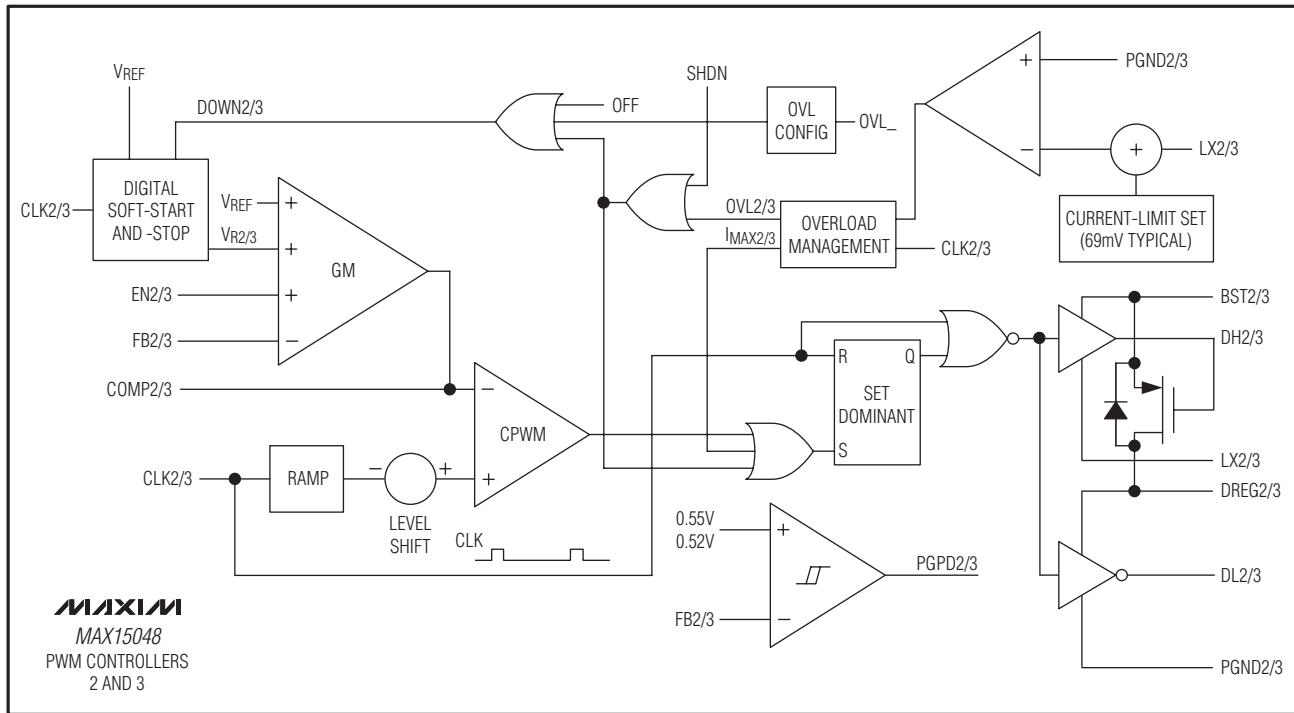 VREF
DOWN2/3
OFF
SHDN
OVL
CONFIG
OVL_
+
PGND2/3
−
+
LX2/3
CURRENT-LIMIT SET
(69mV TYPICAL)
CLK2/3
DIGITAL
SOFT-START
AND -STOP
VREF
+
VR2/3
+
GM
EN2/3
+
FB2/3
−
OVL2/3
IMAX2/3
OVERLOAD
MANAGEMENT
CLK2/3
COMP2/3
−
CPWM
+
R
Q
SET
DOMINANT
S
BST2/3
DH2/3
LX2/3
DREG2/3
CLK2/3
RAMP
−
+
LEVEL
SHIFT
CLK
0.55V
0.52V
+
PGPD2/3
FB2/3
−
DL2/3
PGND2/3
MAXIM
MAX15048
PWM CONTROLLERS
2 AND 3